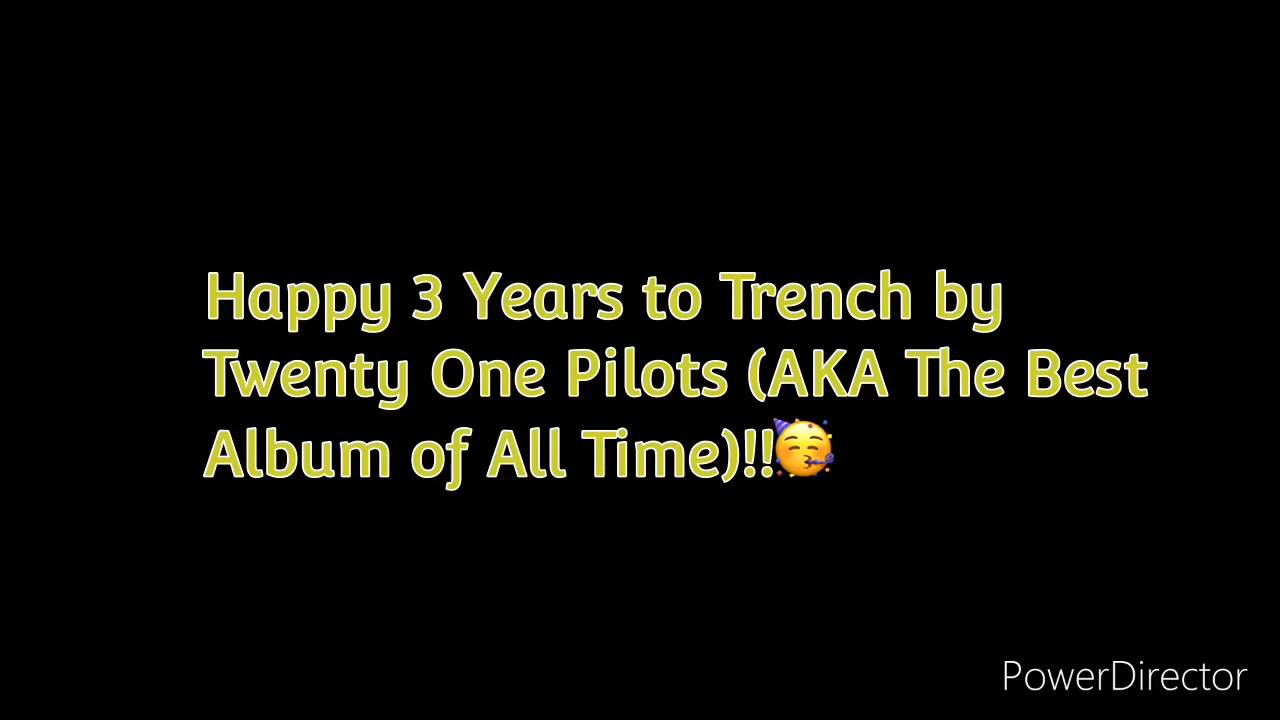 Happy 3 Years to Trench by
Twenty One Pilots (AKA The Best
Album of All Time)!!🥳
PowerDirector